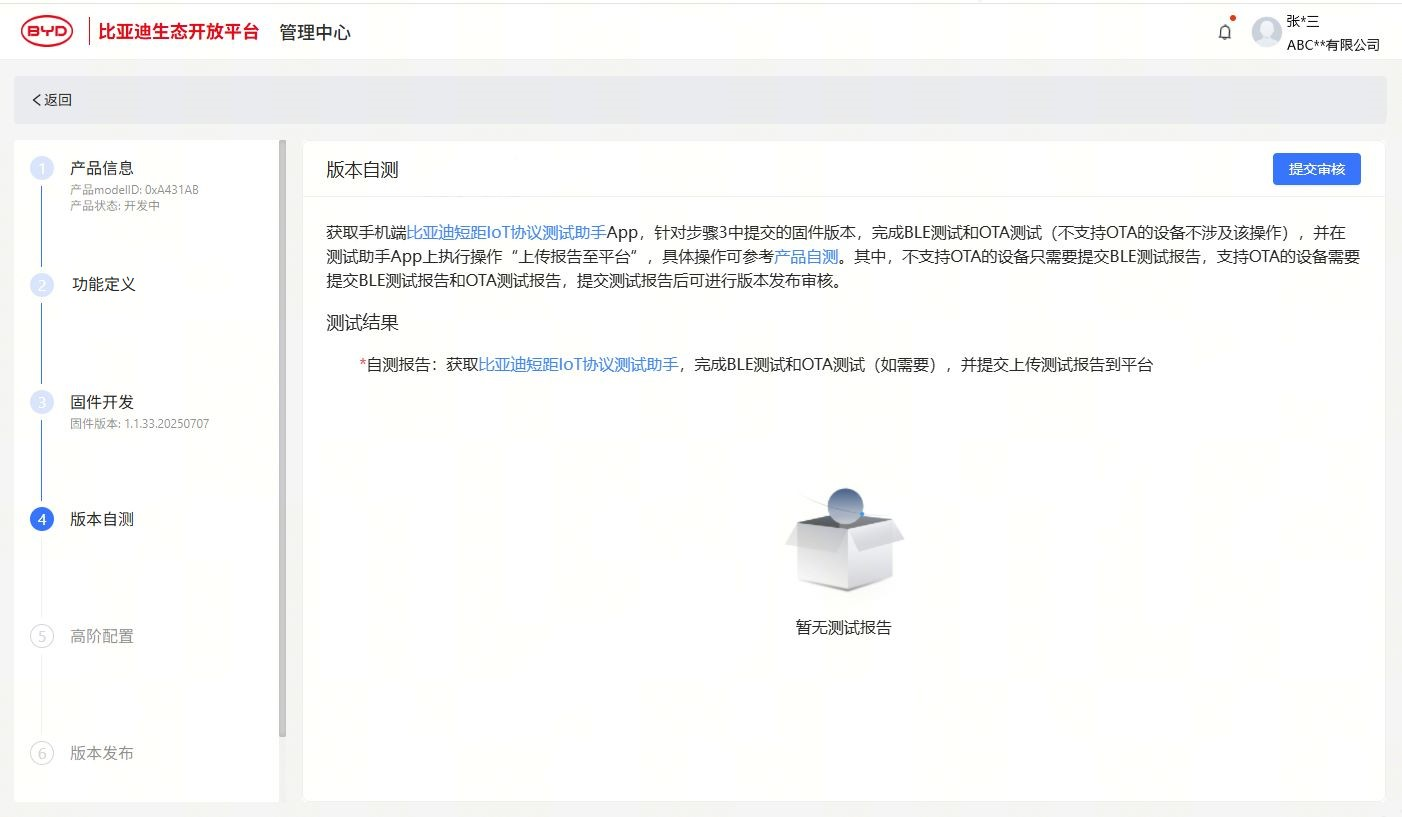 BYD 比亚迪生态开放平台 管理中心
张*三
ABC**有限公司
<返回
1 产品信息
产品modelID: 0xA431AB
产品状态: 开发中
2 功能定义
3 固件开发
固件版本: 1.1.33.20250707
4 版本自测
5 高阶配置
6 版本发布
版本自测
提交审核
获取手机端比亚迪短距IoT协议测试助手App，针对步骤3中提交的固件版本，完成BLE测试和OTA测试（不支持OTA的设备不涉及该操作），并在
测试助手App上执行操作“上传报告至平台”，具体操作可参考产品自测。其中，不支持OTA的设备只需要提交BLE测试报告，支持OTA的设备需要
提交BLE测试报告和OTA测试报告，提交测试报告后可进行版本发布审核。
测试结果
*自测报告：获取比亚迪短距IoT协议测试助手，完成BLE测试和OTA测试（如需要），并提交上传测试报告到平台
暂无测试报告